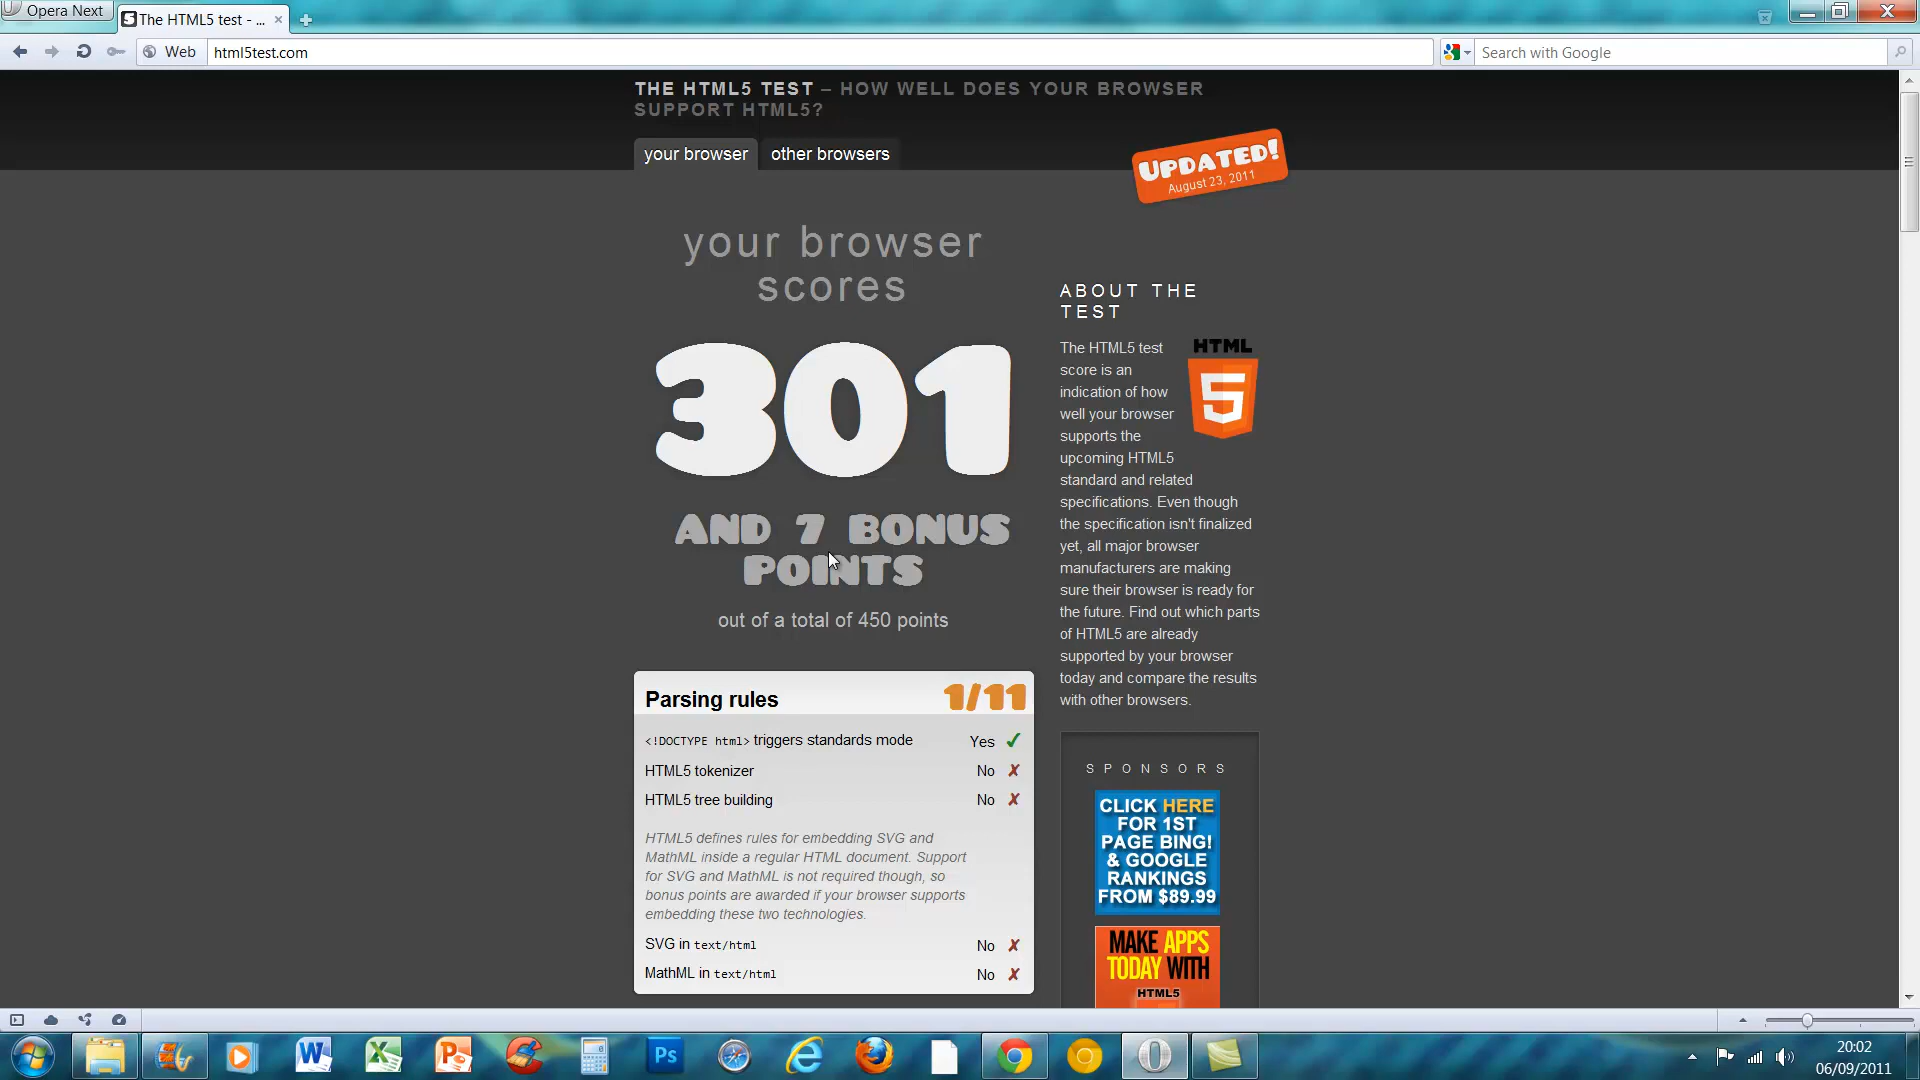 Opera Next
The HTML5 test - ...
Web
html5test.com
Search with Google
THE HTML5 TEST – HOW WELL DOES YOUR BROWSER
SUPPORT HTML5?
your browser
other browsers
UPDATED!
August 23, 2011
your browser
scores
301
AND 7 BONUS
POINTS
out of a total of 450 points
Parsing rules
1/11
<!DOCTYPE html> triggers standards mode
Yes
HTML5 tokenizer
No
HTML5 tree building
No
HTML5 defines rules for embedding SVG and
MathML inside a regular HTML document. Support
for SVG and MathML is not required though, so
bonus points are awarded if your browser supports
embedding these two technologies.
SVG in text/html
No
MathML in text/html
No
ABOUT THE
TEST
HTML
5
The HTML5 test
score is an
indication of how
well your browser
supports the
upcoming HTML5
standard and related
specifications. Even though
the specification isn't finalized
yet, all major browser
manufacturers are making
sure their browser is ready for
the future. Find out which parts
of HTML5 are already
supported by your browser
today and compare the results
with other browsers.
SPONSORS
CLICK HERE
FOR 1ST
PAGE BING!
& GOOGLE
RANKINGS
FROM $89.99
MAKE APPS
TODAY WITH
HTML5
Ps
20:02
06/09/2011